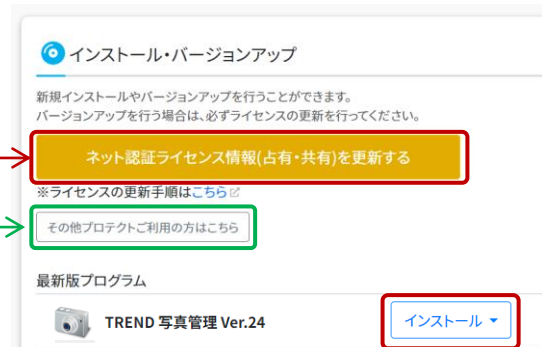 インストール・バージョンアップ
新規インストールやバージョンアップを行うことができます。
バージョンアップを行う場合は、必ずライセンスの更新を行ってください。
ネット認証ライセンス情報(占有・共有)を更新する
※ライセンスの更新手順はこちら
その他プロテクトご利用の方はこちら
最新版プログラム
TREND 写真管理 Ver.24 インストール